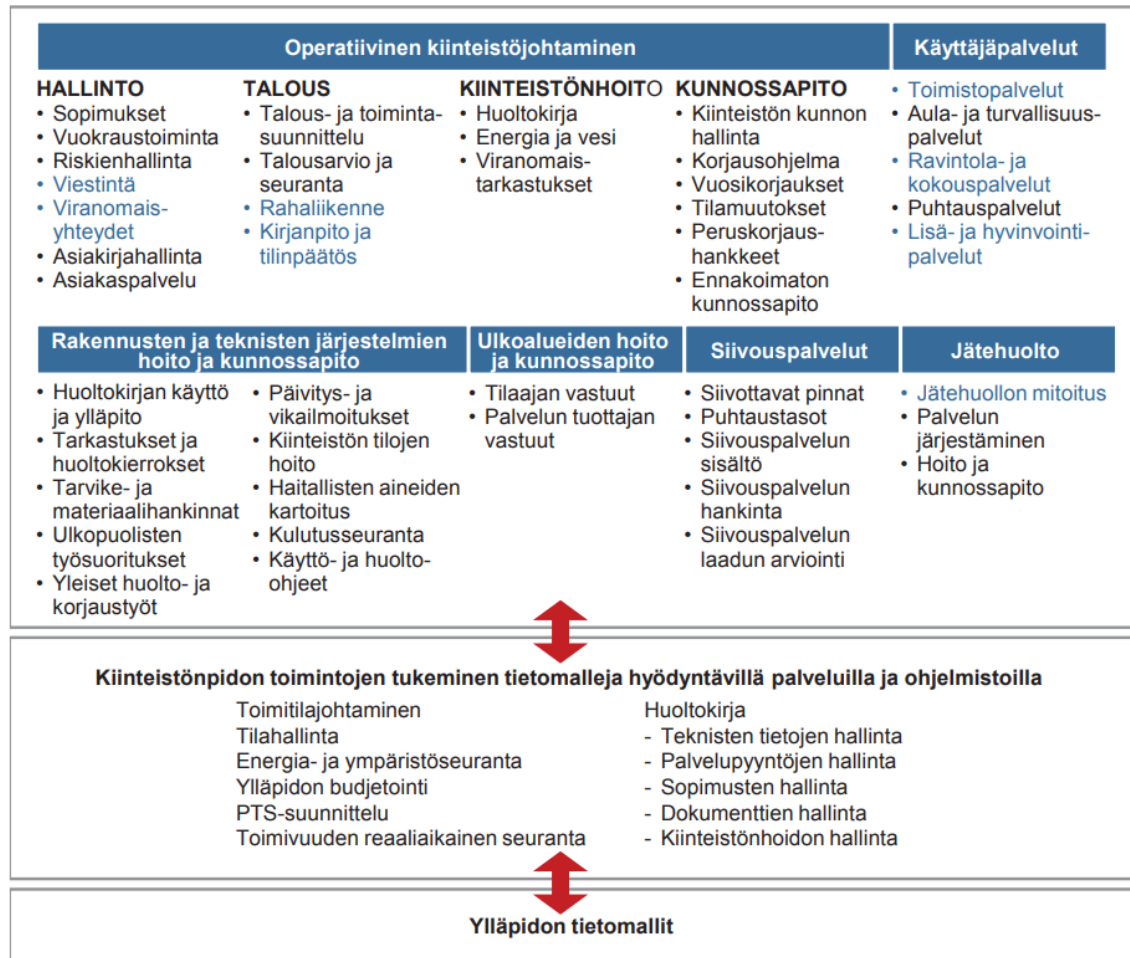 Operatiivinen kiinteistöjohtaminen
HALLINTO
• Sopimukset
• Vuokraustoiminta
• Riskienhallinta
• Viestintä
• Viranomais-
yhteydet
• Asiakirjahallinta
• Asiakaspalvelu
TALOUS
• Talous- ja toiminta-
suunnittelu
• Talousarvio ja
seuranta
• Rahaliikenne
• Kirjanpito ja
tilinpäätös
KIINTEISTÖNHOITO
• Huoltokirja
• Energia ja vesi
• Viranomais-
tarkastukset
KUNNOSSAPITO
• Kiinteistön kunnon
hallinta
• Korjausohjelma
• Vuosikorjaukset
• Tilamuutokset
• Peruskorjaus-
hankkeet
• Ennakoimaton
kunnossapito
Käyttäjäpalvelut
• Toimistopalvelut
• Aula- ja turvallisuus-
palvelut
• Ravintola- ja
kokouspalvelut
• Puhtauspalvelut
• Lisä- ja hyvinvointi-
palvelut
Rakennusten ja teknisten järjestelmien
hoito ja kunnossapito
• Huoltokirjan käyttö
ja ylläpito
• Tarkastukset ja
huoltokierrokset
• Tarvike- ja
materiaalihankinnat
• Ulkopuolisten
työsuoritukset
• Yleiset huolto- ja
korjaustyöt
• Päivitys- ja
vikailmoitukset
• Kiinteistön tilojen
hoito
• Haitallisten aineiden
kartoitus
• Kulutusseuranta
• Käyttö- ja huolto-
ohjeet
Ulkoalueiden hoito
ja kunnossapito
• Tilaajan vastuut
• Palvelun tuottajan
vastuut
Siivouspalvelut
• Siivottavat pinnat
• Puhtaustasot
• Siivouspalvelun
sisältö
• Siivouspalvelun
hankinta
• Siivouspalvelun
laadun arviointi
Jätehuolto
• Jätehuollon mitoitus
• Palvelun
järjestäminen
• Hoito ja
kunnossapito
Kiinteistönpidon toimintojen tukeminen tietomalleja hyödyntävillä palveluilla ja ohjelmistoilla
Toimitilajohtaminen
Tilahallinta
Energia- ja ympäristöseuranta
Ylläpidon budjetointi
PTS-suunnittelu
Toimivuuden reaaliaikainen seuranta
Huoltokirja
- Teknisten tietojen hallinta
- Palvelupyyntöjen hallinta
- Sopimusten hallinta
- Dokumenttien hallinta
- Kiinteistönhoidon hallinta
Ylläpidon tietomallit